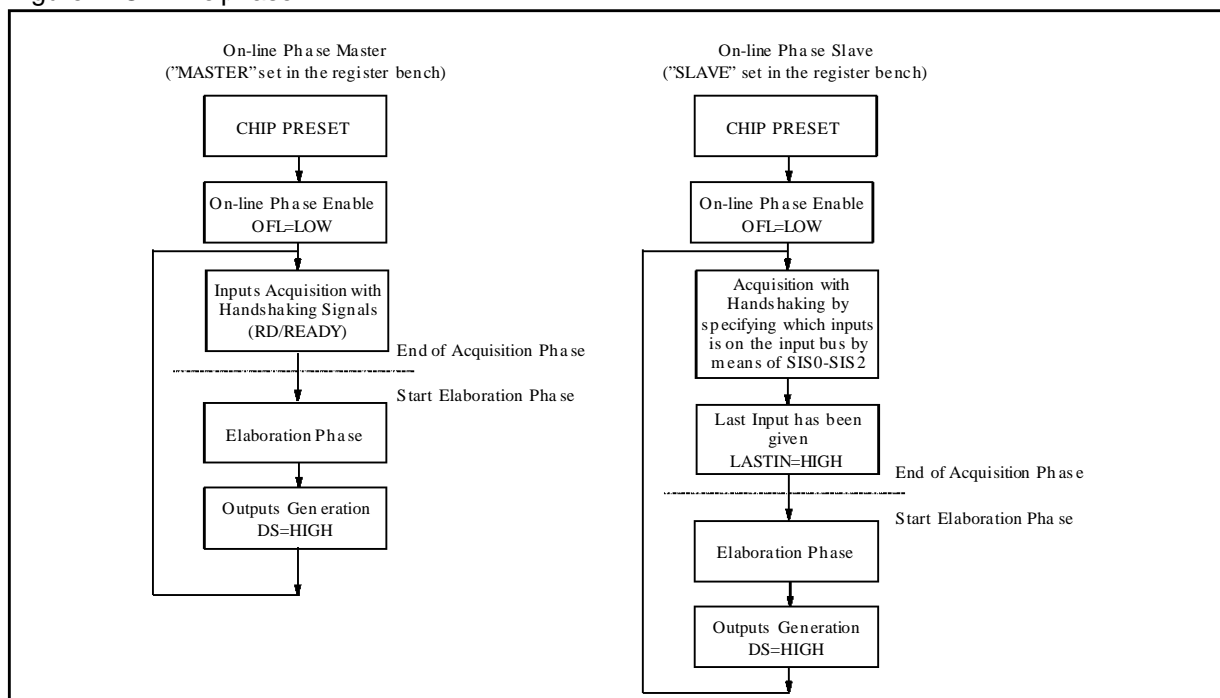 On-line Phase Master
("MASTER" set in the register bench)
CHIP PRESET
On-line Phase Enable
OFL=LOW
Inputs Acquisition with
Handshaking Signals
(RD/READY)
End of Acquisition Phase
Start Elaboration Phase
Elaboration Phase
Outputs Generation
DS=HIGH
On-line Phase Slave
("SLAVE" set in the register bench)
CHIP PRESET
On-line Phase Enable
OFL=LOW
Acquisition with
Handshaking by
specifying which inputs
is on the input bus by
means of SIS0-SIS2
Last Input has been
given
LASTIN=HIGH
End of Acquisition Phase
Start Elaboration Phase
Elaboration Phase
Outputs Generation
DS=HIGH